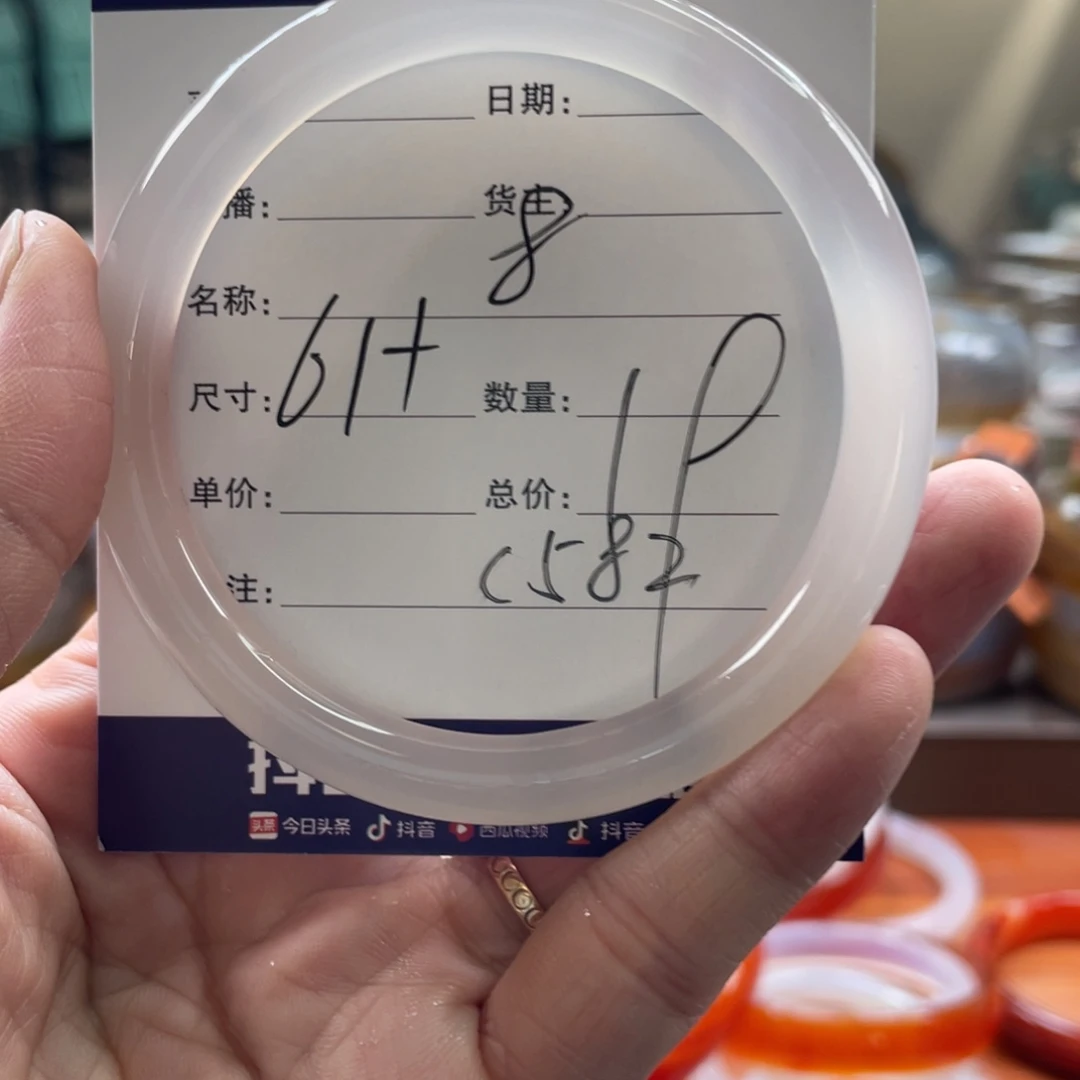 日期:
播: 货主:
8
名称:
尺寸: 61+ 数量: 1P
单价: 总价:
C582
注:
今日头条 抖音 西瓜视频 抖音